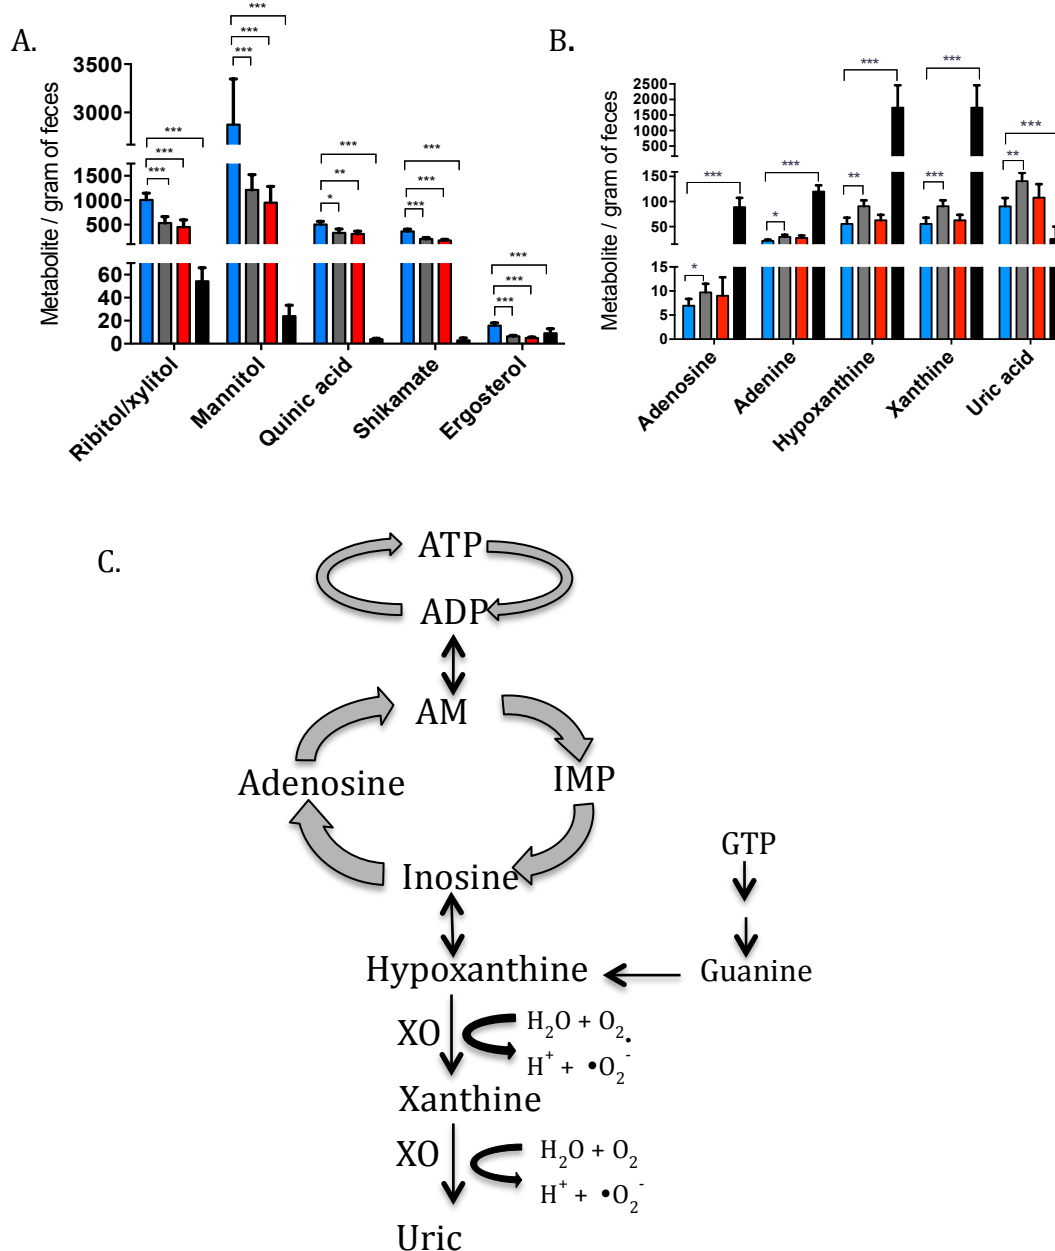 A.
Metabolite / gram of feces
3500
3000
1500
1000
500
60
40
20
0
***
***
***
***
***
***
***
**
*
***
***
***
***
***
***
Ribitol/xylitol
Mannitol
Quinic acid
Shikamate
Ergosterol
B.
Metabolite / gram of feces
2500
2000
1500
1000
500
150
100
50
15
10
5
0
***
*
***
*
***
**
***
***
***
**
Adenosine
Adenine
Hypoxanthine
Xanthine
Uric acid
C.
ATP
ADP
AM
Adenosine
IMP
Inosine
GTP
Hypoxanthine
Guanine
XO
H2O + O2.
H+ + •O2-
Xanthine
XO
H2O + O2
H+ + •O2-
Uric